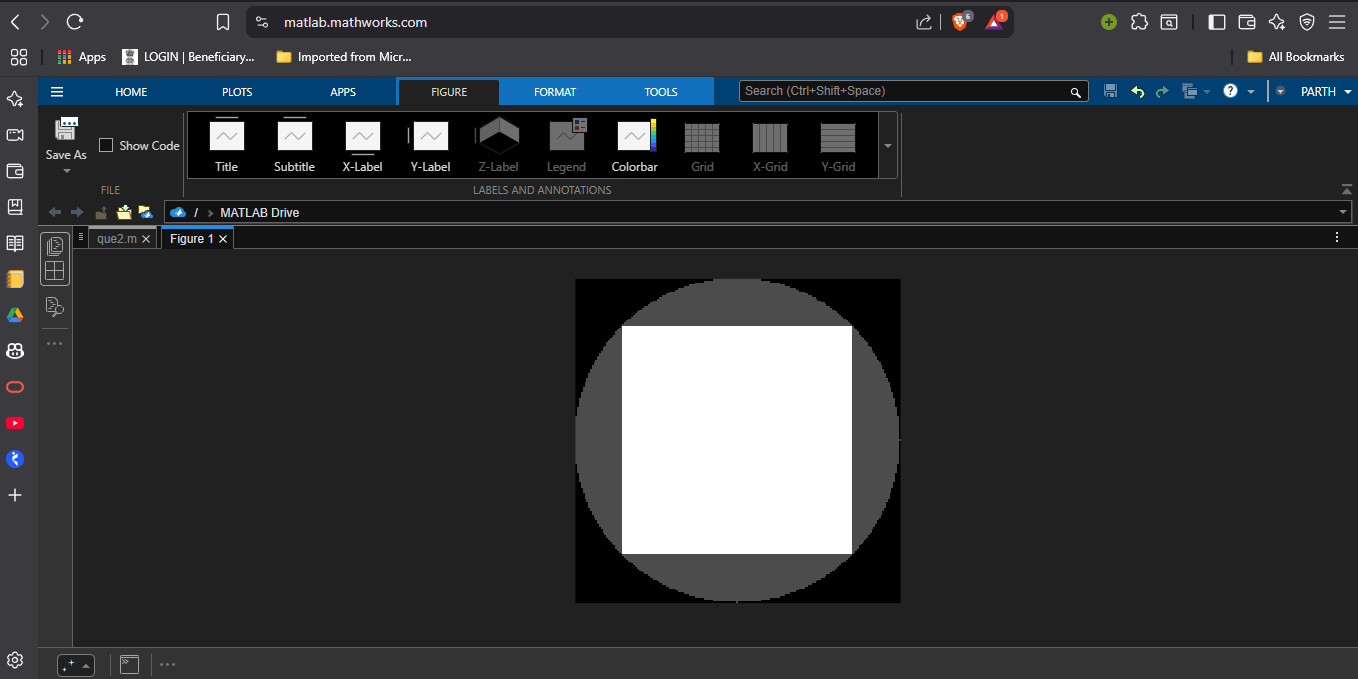 matlab.mathworks.com
6
1
Apps
LOGIN | Beneficiary...
Imported from Micr...
All Bookmarks
HOME
PLOTS
APPS
FIGURE
FORMAT
TOOLS
Search (Ctrl+Shift+Space)
PARTH
Save As
Show Code
Title
Subtitle
X-Label
Y-Label
Z-Label
Legend
Colorbar
Grid
X-Grid
Y-Grid
FILE
LABELS AND ANNOTATIONS
/ > MATLAB Drive
que2.m
Figure 1